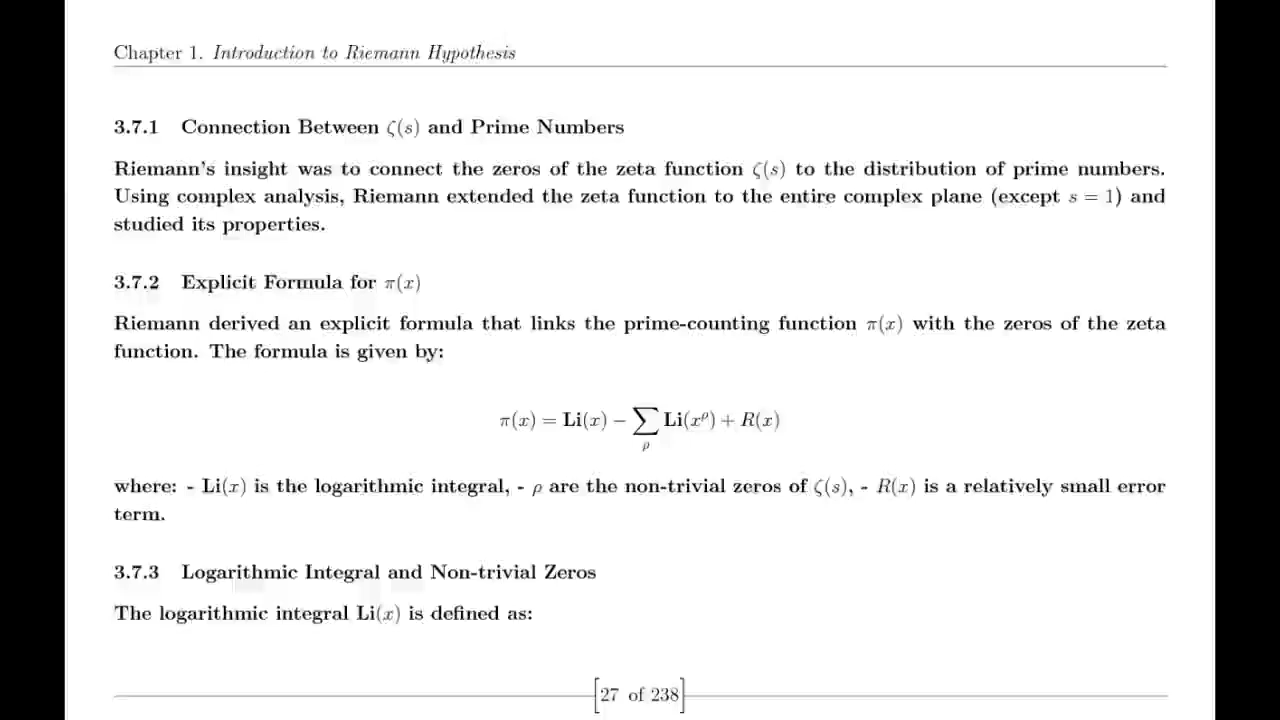 Chapter 1. Introduction to Riemann Hypothesis
3.7.1 Connection Between ζ(s) and Prime Numbers
Riemann's insight was to connect the zeros of the zeta function ζ(s) to the distribution of prime numbers.
Using complex analysis, Riemann extended the zeta function to the entire complex plane (except s = 1) and
studied its properties.
3.7.2 Explicit Formula for π(x)
Riemann derived an explicit formula that links the prime-counting function π(x) with the zeros of the zeta
function. The formula is given by:
π(x) = Li(x) − ∑ρ Li(x^ρ) + R(x)
where: - Li(x) is the logarithmic integral, - ρ are the non-trivial zeros of ζ(s), - R(x) is a relatively small error
term.
3.7.3 Logarithmic Integral and Non-trivial Zeros
The logarithmic integral Li(x) is defined as:
[27 of 238]